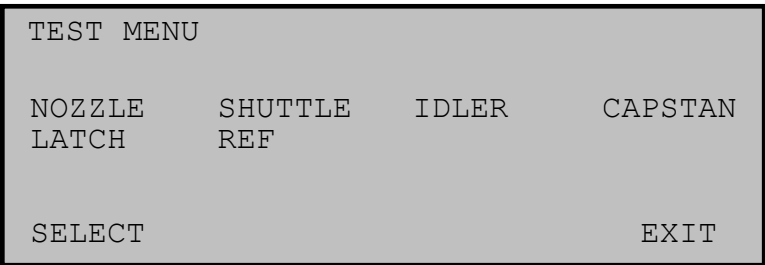 TEST MENU
NOZZLE SHUTTLE IDLER CAPSTAN
LATCH REF
SELECT EXIT